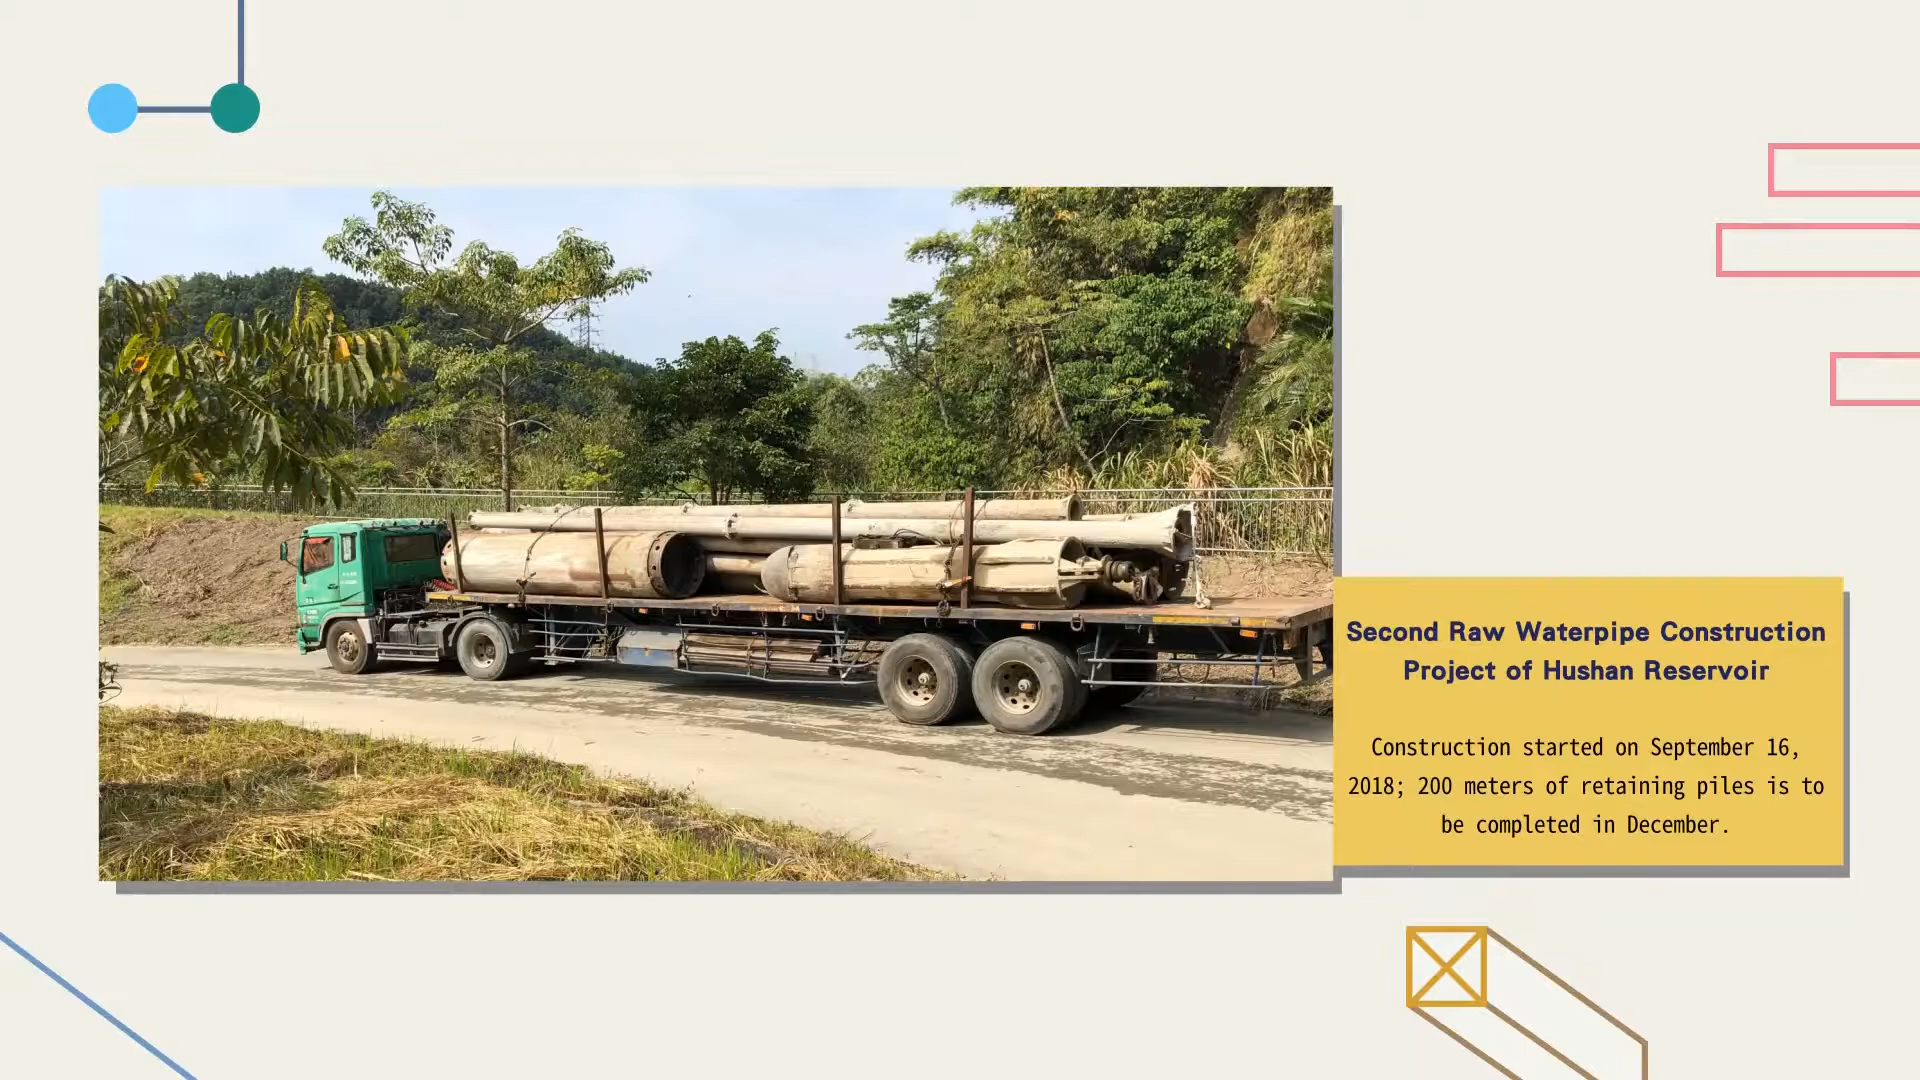 Second Raw Waterpipe Construction
Project of Hushan Reservoir
Construction started on September 16,
2018; 200 meters of retaining piles is to
be completed in December.